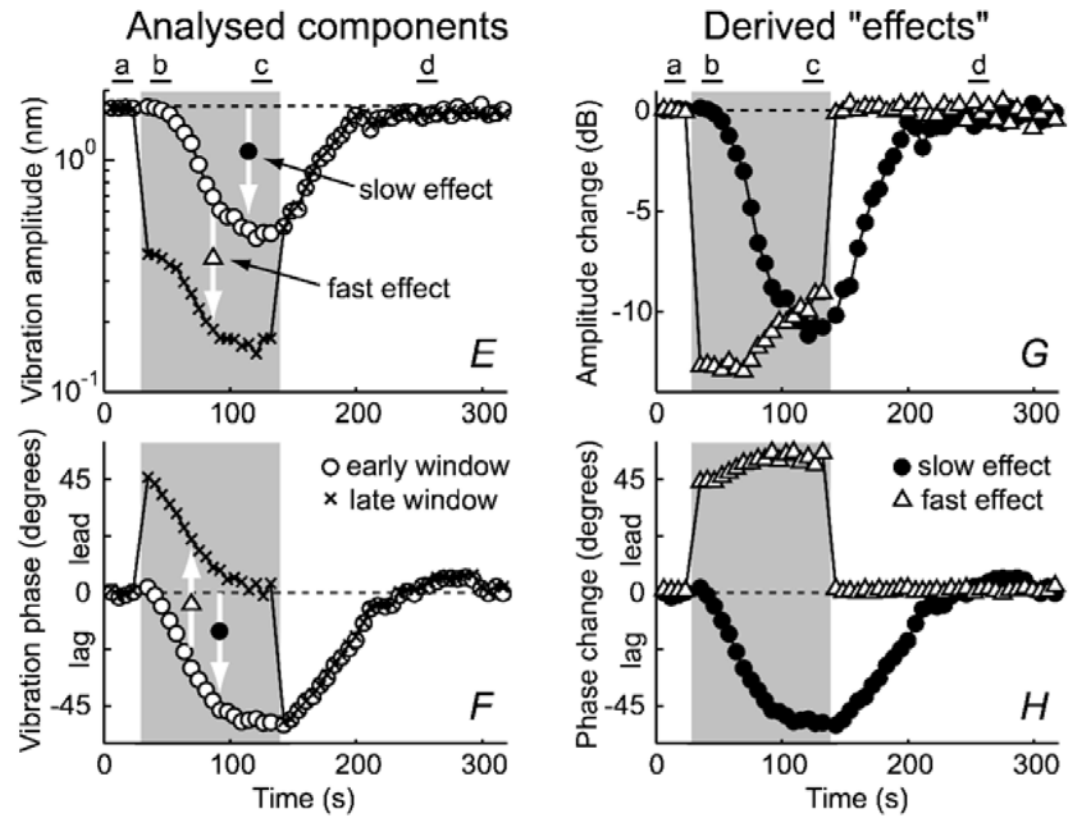 Analysed components
Derived "effects"
a b c d
a b c d
Vibration amplitude (nm)
10^0
10^-1
slow effect
fast effect
E
0 100 200 300
Amplitude change (dB)
0
-5
-10
G
0 100 200 300
Vibration phase (degrees)
lag lead
45
0
-45
early window
late window
F
0 100 200 300
Time (s)
Phase change (degrees)
lag lead
45
0
-45
slow effect
fast effect
H
0 100 200 300
Time (s)